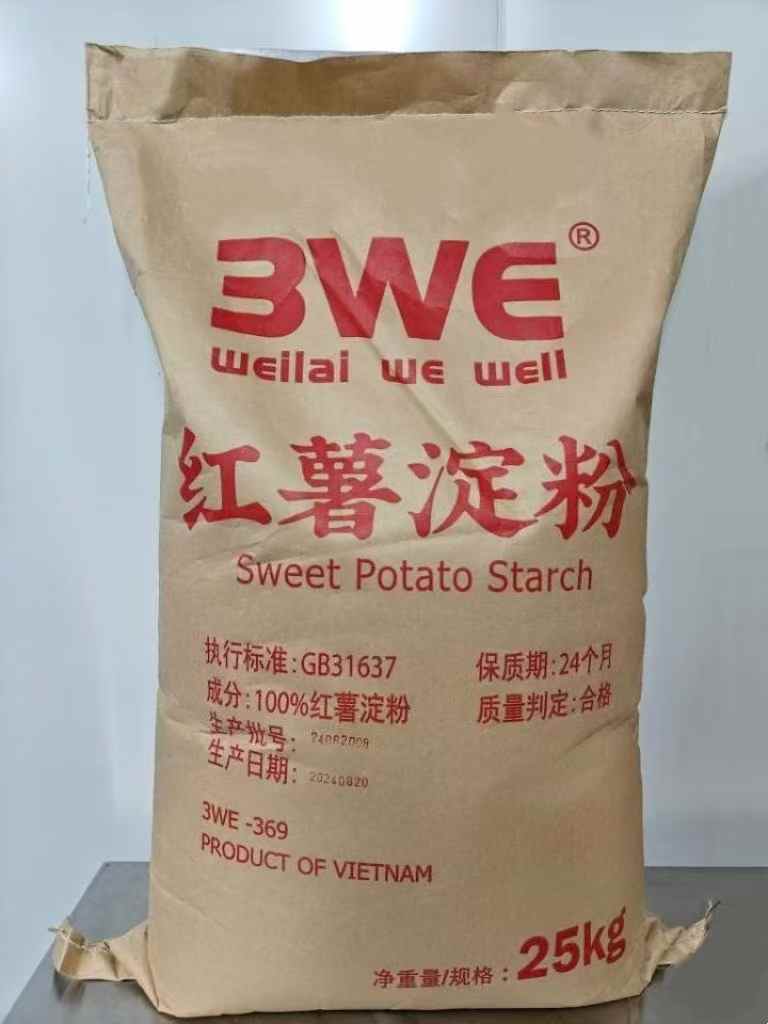 3WE®
weilai we well
红薯淀粉
Sweet Potato Starch
执行标准:GB31637
保质期:24个月
成分:100%红薯淀粉
质量判定:合格
生产批号: 24082009
生产日期: 20240820
3WE -369
PRODUCT OF VIETNAM
净重量/规格: 25kg